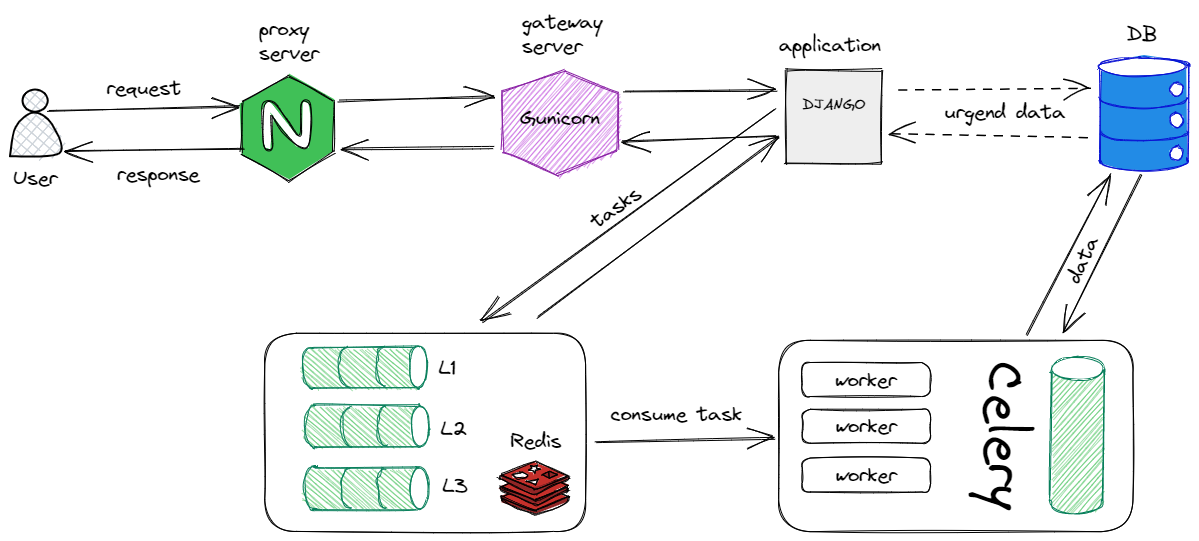 proxy
server
gateway
server
application
DB
request
N
Gunicorn
DJANGO
urgend data
User
response
tasks
data
L1
L2
L3
Redis
consume task
worker
worker
worker
celery